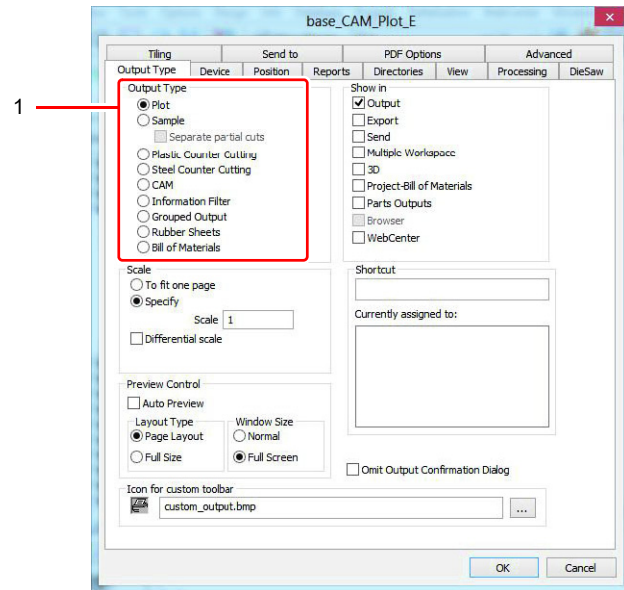 base_CAM_Plot_E
Tiling Send to PDF Options Advanced
Output Type Device Position Reports Directories View Processing DieSaw
1
Output Type
Plot
Sample
Separate partial cuts
Plastic Counter Cutting
Steel Counter Cutting
CAM
Information Filter
Grouped Output
Rubber Sheets
Bill of Materials
Show in
Output
Export
Send
Multiple Workspace
3D
Project-Bill of Materials
Parts Outputs
Browser
WebCenter
Scale
To fit one page
Specify
Scale 1
Differential scale
Shortcut
Currently assigned to:
Preview Control
Auto Preview
Layout Type
Page Layout
Full Size
Window Size
Normal
Full Screen
Omit Output Confirmation Dialog
Icon for custom toolbar
custom_output.bmp ...
OK Cancel